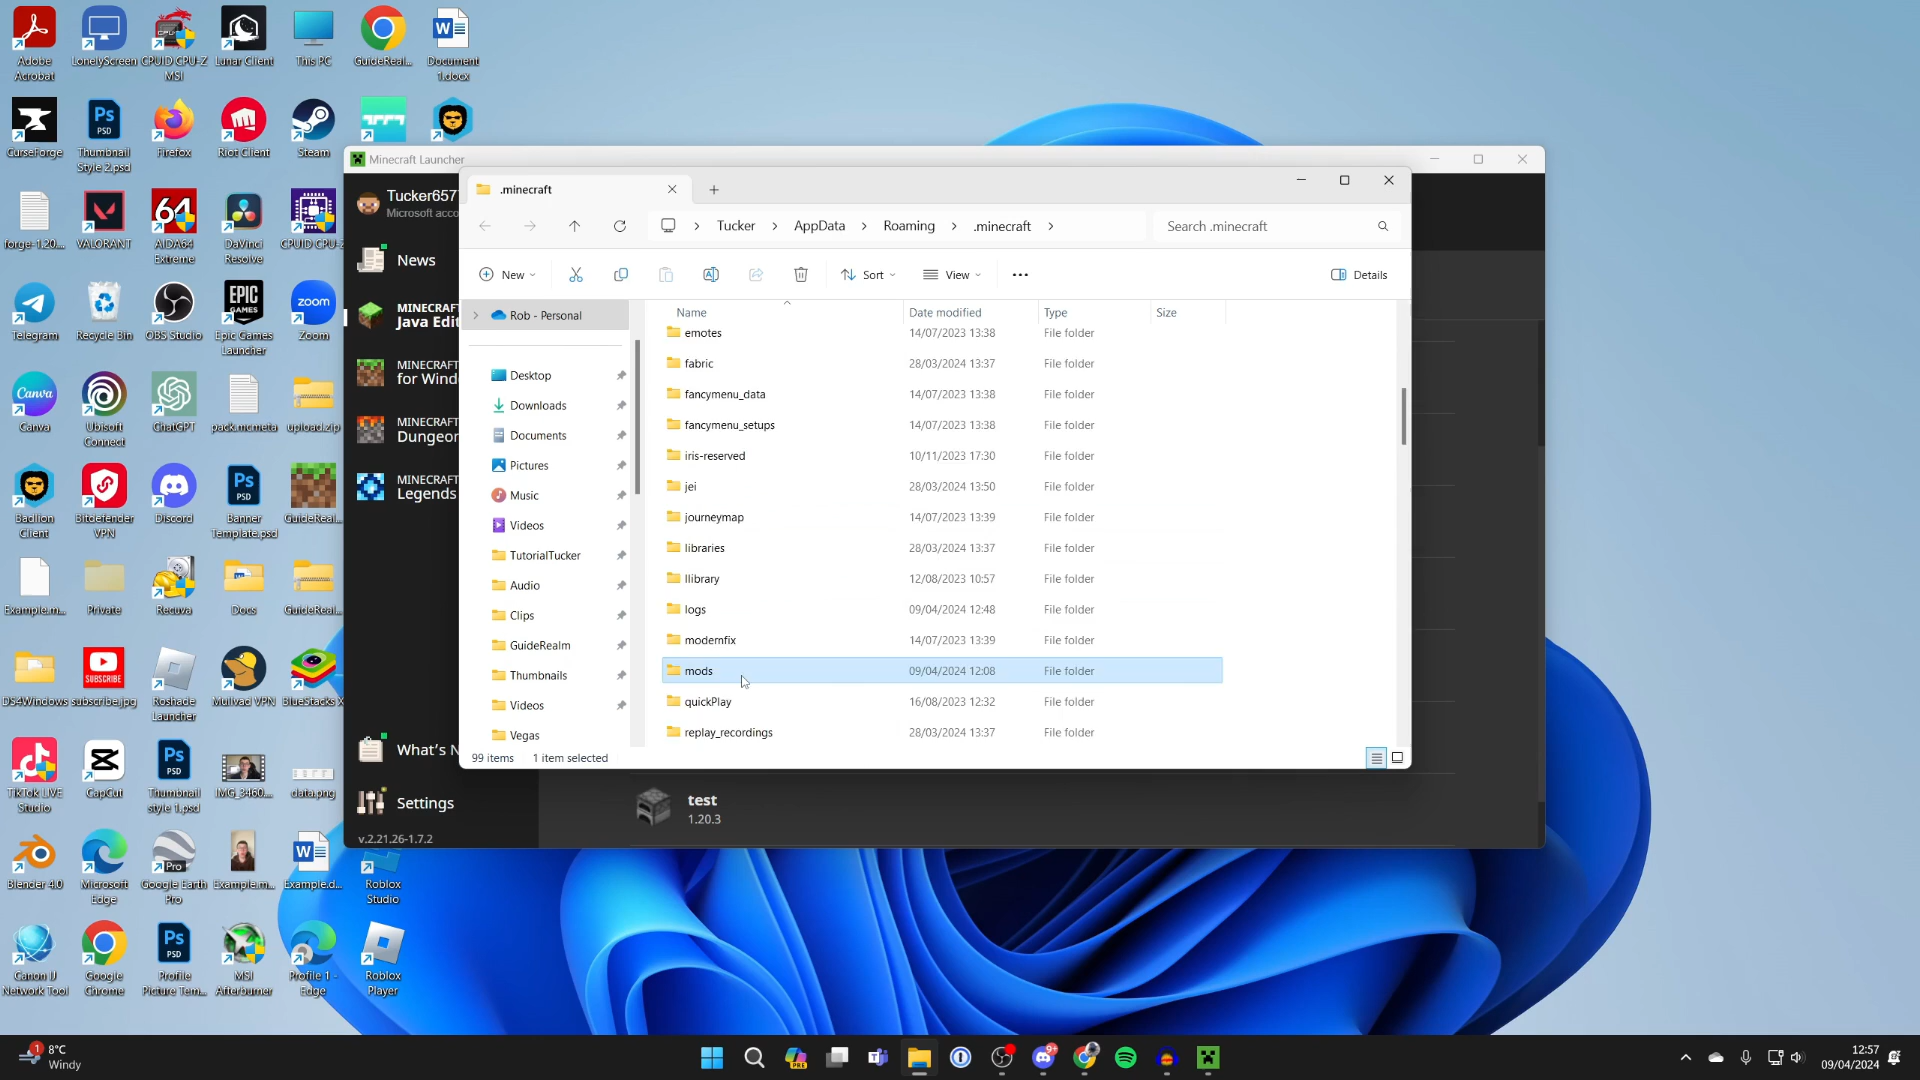 Adobe Acrobat
LonelyScreen
CPUID CPU-Z MSI
Lunar Client
This PC
GuideReal...
Document 1.docx
CurseForge
Thumbnail Style 2.psd
Firefox
Riot Client
Steam
forge-1.20...
VALORANT
AIDA64 Extreme
DaVinci Resolve
CPUID CPU-Z
Telegram
Recycle Bin
OBS Studio
Epic Games Launcher
Zoom
Canva
Ubisoft Connect
ChatGPT
pack.mcmeta
upload.zip
Badlion Client
Bitdefender VPN
Discord
Banner Template.psd
GuideReal...
Example.m...
Private
Recuva
Docs
GuideReal...
DS4Windows
subscribe.jpg
Roshade Launcher
Mullvad VPN
BlueStacks X
TikTok LIVE Studio
CapCut
Thumbnail style 1.psd
IMG_3460....
data.png
Blender 4.0
Microsoft Edge
Google Earth Pro
Example.m...
Example.d...
Roblox Studio
Canon IJ Network Tool
Google Chrome
Profile Picture Tem...
MSI Afterburner
Profile 1 - Edge
Roblox Player
Minecraft Launcher
Tucker657
Microsoft acco
News
MINECRAFT
Java Edit
MINECRAFT
for Wind
MINECRAFT
Dungeor
MINECRAFT
Legends
What's N
Settings
v.2.21.26-1.7.2
test
1.20.3
.minecraft
Tucker > AppData > Roaming > .minecraft >
Search .minecraft
New
Sort
View
Details
Rob - Personal
Desktop
Downloads
Documents
Pictures
Music
Videos
TutorialTucker
Audio
Clips
GuideRealm
Thumbnails
Videos
Vegas
Name Date modified Type Size
emotes 14/07/2023 13:38 File folder
fabric 28/03/2024 13:37 File folder
fancymenu_data 14/07/2023 13:38 File folder
fancymenu_setups 14/07/2023 13:38 File folder
iris-reserved 10/11/2023 17:30 File folder
jei 28/03/2023 13:50 File folder
journeymap 14/07/2023 13:39 File folder
libraries 28/03/2024 13:37 File folder
llibrary 12/08/2023 10:57 File folder
logs 09/04/2024 12:48 File folder
modernfix 14/07/2023 13:39 File folder
mods 09/04/2024 12:08 File folder
quickPlay 16/08/2023 12:32 File folder
replay_recordings 28/03/2024 13:37 File folder
99 items 1 item selected
1
8°C
Windy
PRE
9+
12:57
09/04/2024